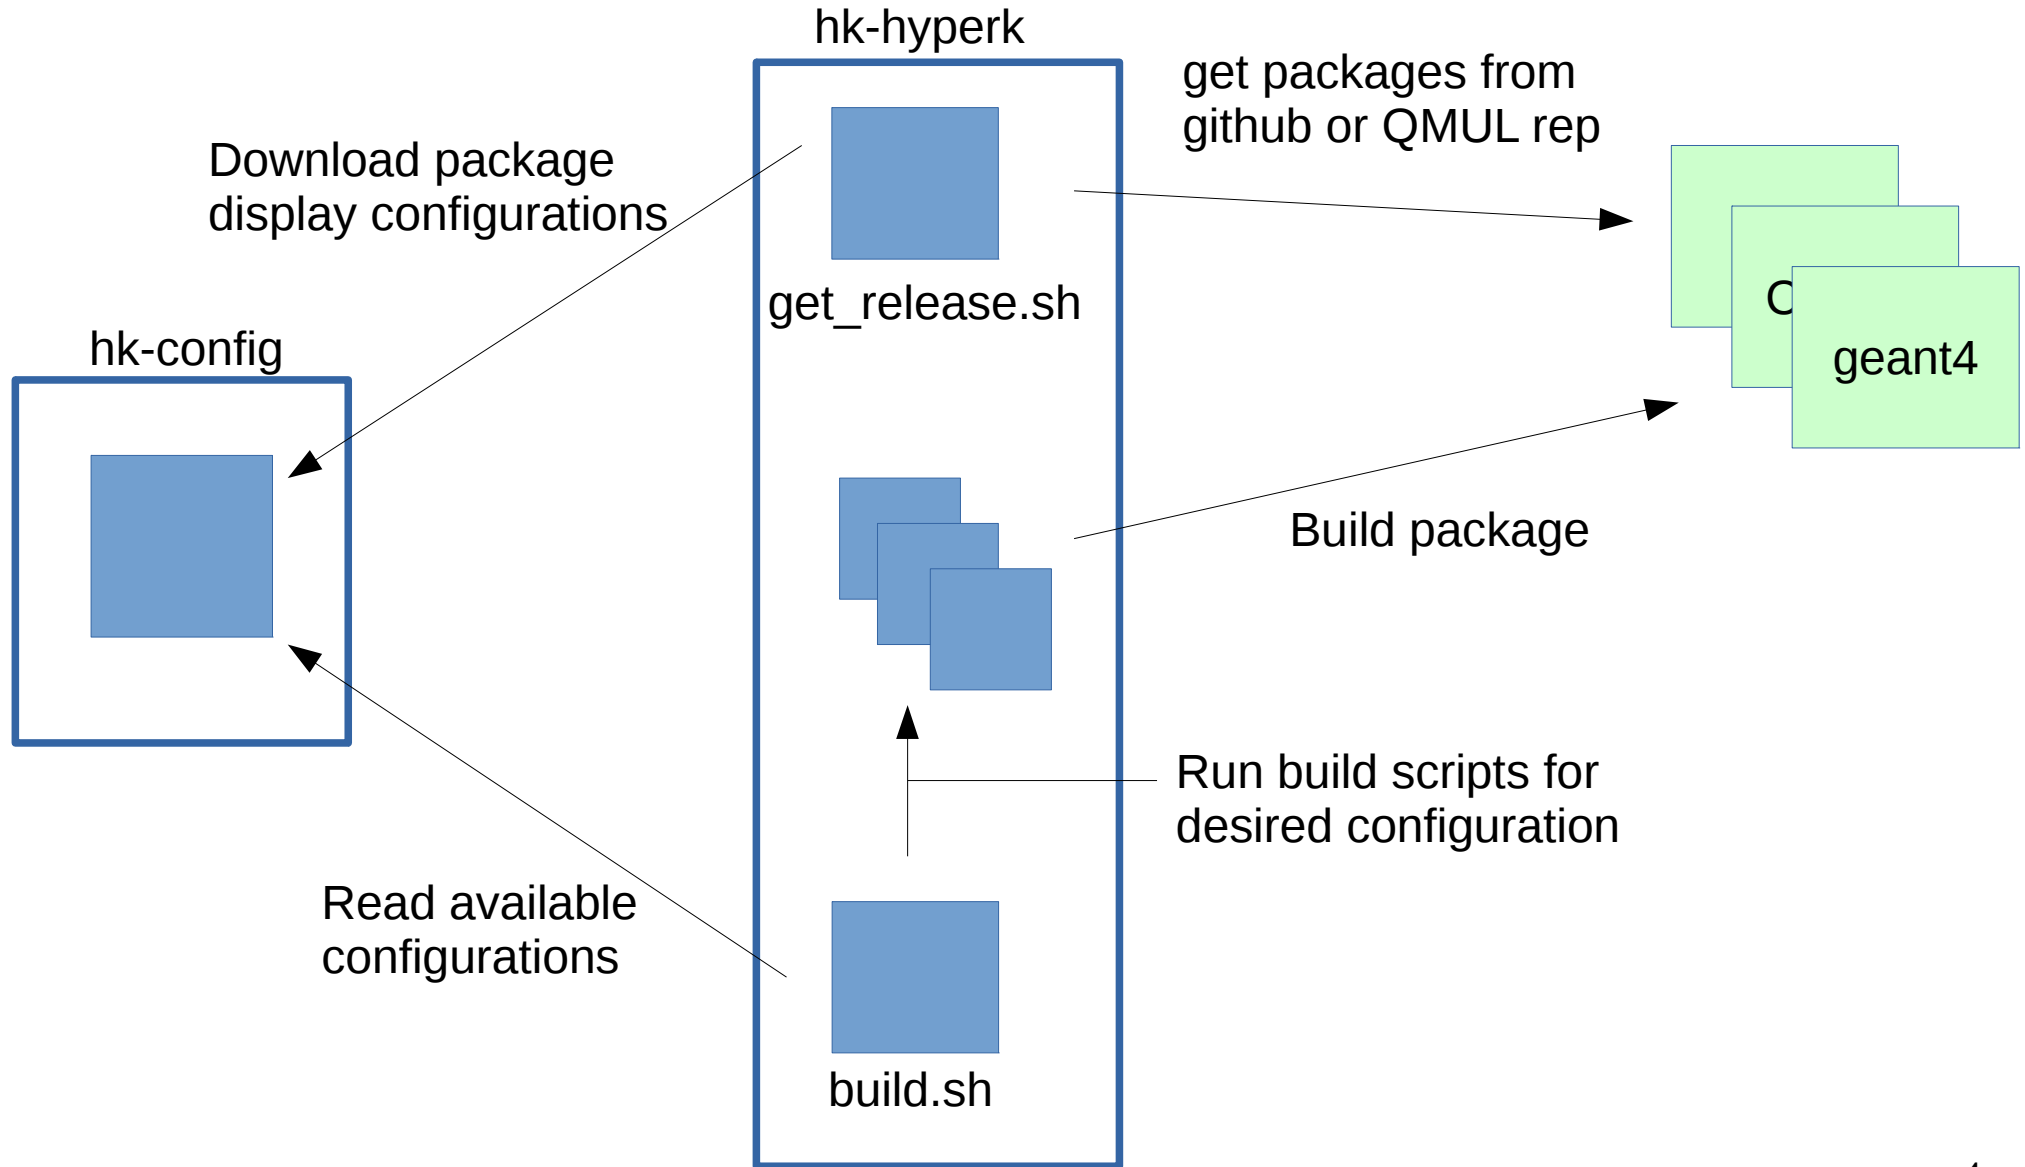 hk-hyperk
get packages from
github or QMUL rep
Download package
display configurations
get_release.sh
hk-config
geant4
Build package
Run build scripts for
desired configuration
Read available
configurations
build.sh